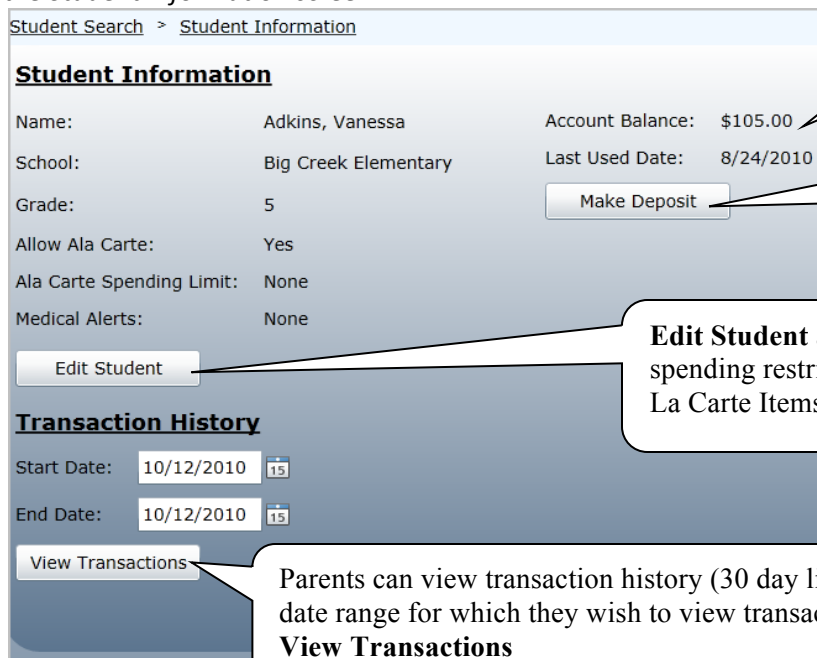 Student Search > Student Information
Student Information
Name: Adkins, Vanessa Account Balance: $105.00
School: Big Creek Elementary Last Used Date: 8/24/2010
Grade: 5 Make Deposit
Allow Ala Carte: Yes
Ala Carte Spending Limit: None
Medical Alerts: None
Edit Student
Edit Student
spending restri
La Carte Items
Transaction History
Start Date: 10/12/2010 15
End Date: 10/12/2010 15
View Transactions
Parents can view transaction history (30 day li
date range for which they wish to view transac
View Transactions